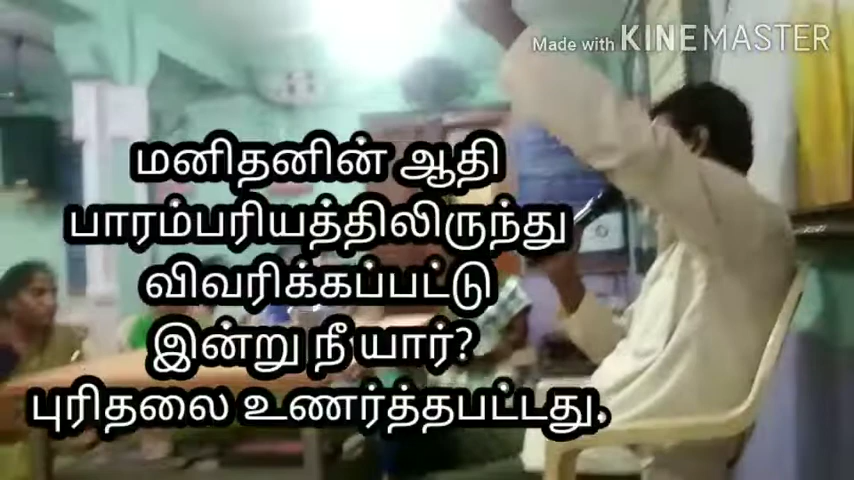 Made with KINEMASTER
மனிதனின் ஆதி
பாரம்பரியத்திலிருந்து
விவரிக்கப்பட்டு
இன்று நீ யார்?
புரிதலை உணர்த்தபட்டது.